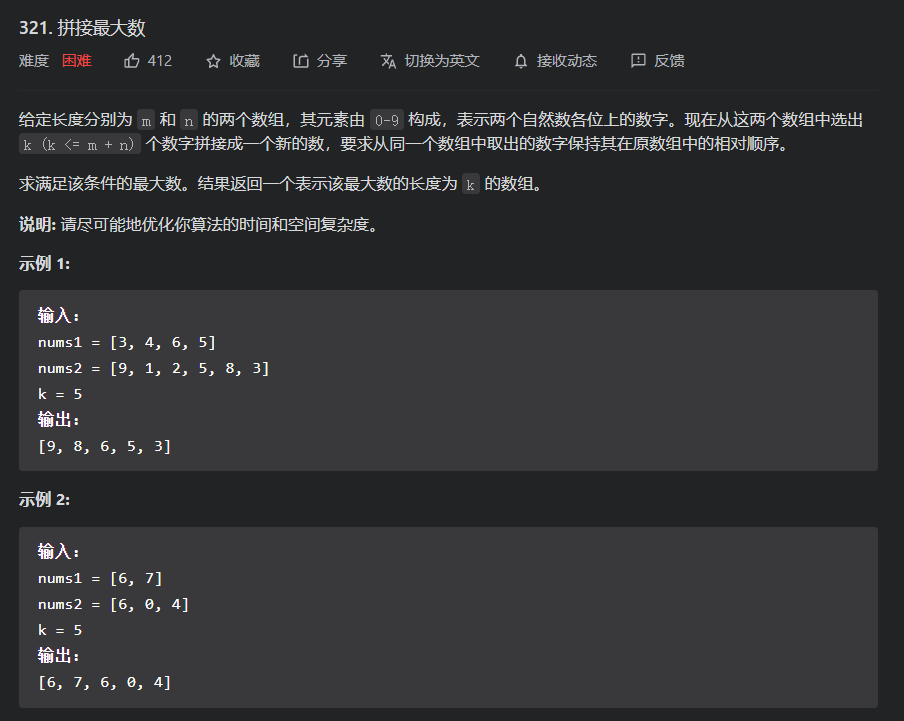 321. 拼接最大数
难度 困难 412 收藏 分享 切换为英文 接收动态 反馈
给定长度分别为 m 和 n 的两个数组，其元素由 0-9 构成，表示两个自然数各位上的数字。现在从这两个数组中选出
k (k <= m + n) 个数字拼接成一个新的数，要求从同一个数组中取出的数字保持其在原数组中的相对顺序。
求满足该条件的最大数。结果返回一个表示该最大数的长度为 k 的数组。
说明: 请尽可能地优化你算法的时间和空间复杂度。
示例 1:
输入：
nums1 = [3, 4, 6, 5]
nums2 = [9, 1, 2, 5, 8, 3]
k = 5
输出：
[9, 8, 6, 5, 3]
示例 2:
输入：
nums1 = [6, 7]
nums2 = [6, 0, 4]
k = 5
输出：
[6, 7, 6, 0, 4]